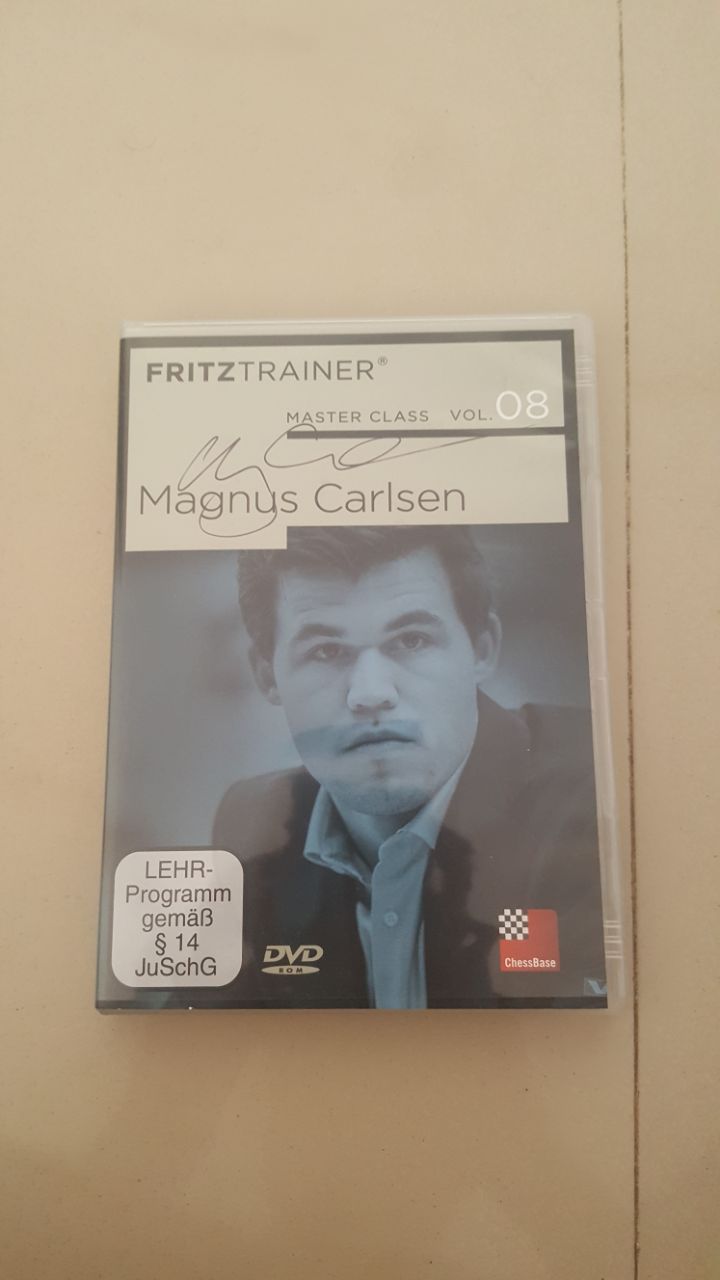 FRITZTRAINER®
MASTER CLASS VOL.08
Magnus Carlsen
LEHR-
Programm
gemäß
§ 14
JuSchG
DVD
ROM
ChessBase